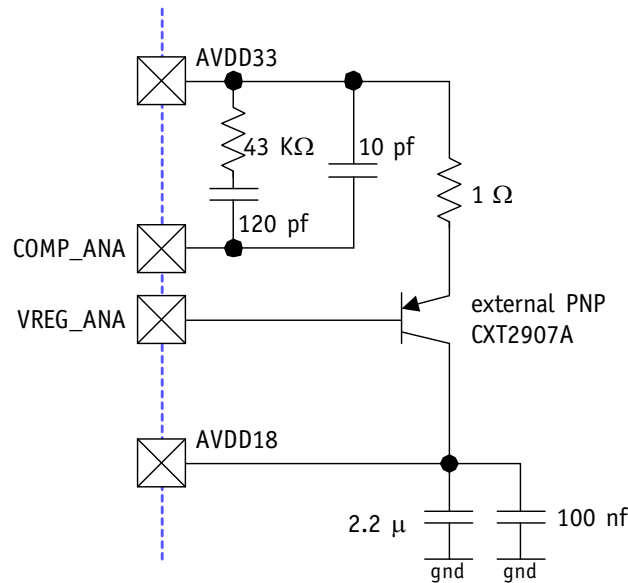 AVDD33
43 KΩ
10 pf
1 Ω
120 pf
COMP_ANA
VREG_ANA
external PNP
CXT2907A
AVDD18
2.2 μ
100 nf
gnd
gnd